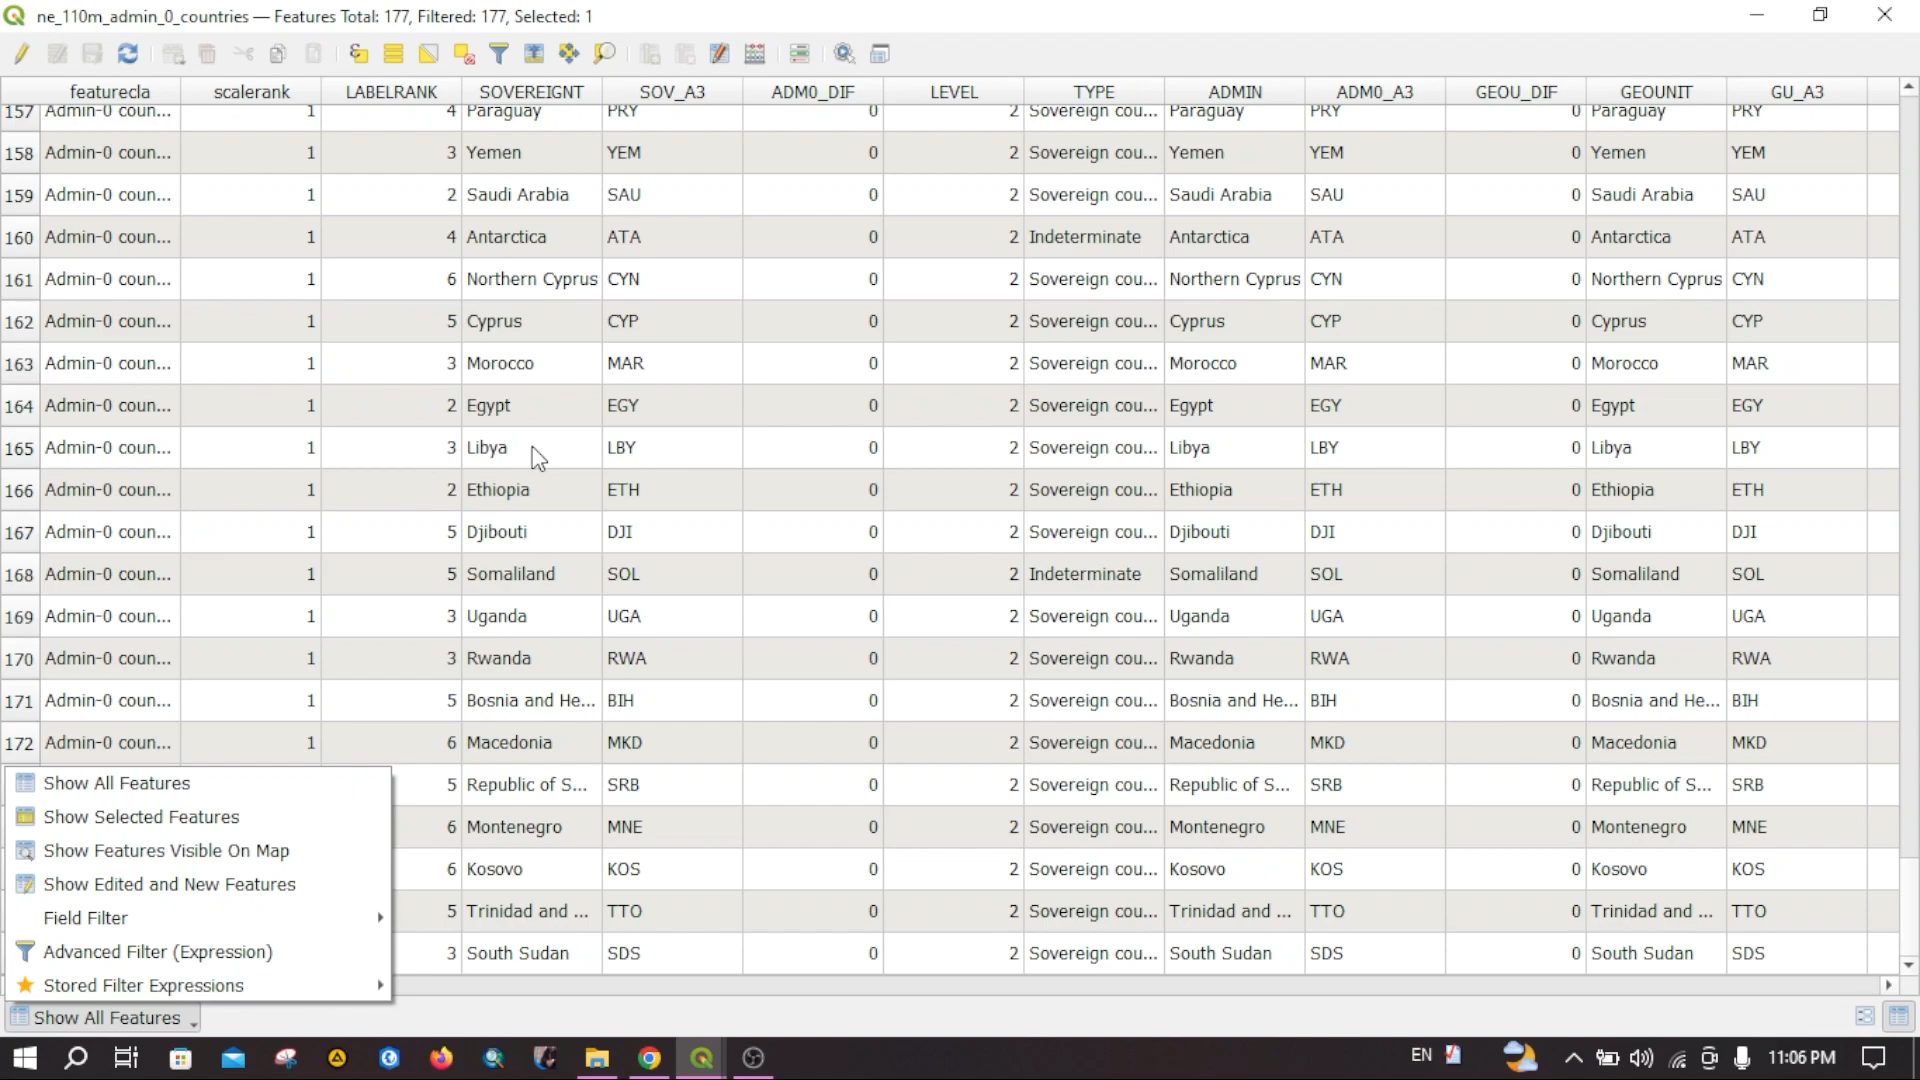 ne_110m_admin_0_countries — Features Total: 177, Filtered: 177, Selected: 1
featurecla scalerank LABELRANK SOVEREIGNT SOV_A3 ADM0_DIF LEVEL TYPE ADMIN ADM0_A3 GEOU_DIF GEOUNIT GU_A3
157 Admin-0 coun... 1 4 Paraguay PRY 0 2 Sovereign cou... Paraguay PRY 0 Paraguay PRY
158 Admin-0 coun... 1 3 Yemen YEM 0 2 Sovereign cou... Yemen YEM 0 Yemen YEM
159 Admin-0 coun... 1 2 Saudi Arabia SAU 0 2 Sovereign cou... Saudi Arabia SAU 0 Saudi Arabia SAU
160 Admin-0 coun... 1 4 Antarctica ATA 0 2 Indeterminate Antarctica ATA 0 Antarctica ATA
161 Admin-0 coun... 1 6 Northern Cyprus CYN 0 2 Sovereign cou... Northern Cyprus CYN 0 Northern Cyprus CYN
162 Admin-0 coun... 1 5 Cyprus CYP 0 2 Sovereign cou... Cyprus CYP 0 Cyprus CYP
163 Admin-0 coun... 1 3 Morocco MAR 0 2 Sovereign cou... Morocco MAR 0 Morocco MAR
164 Admin-0 coun... 1 2 Egypt EGY 0 2 Sovereign cou... Egypt EGY 0 Egypt EGY
165 Admin-0 coun... 1 3 Libya LBY 0 2 Sovereign cou... Libya LBY 0 Libya LBY
166 Admin-0 coun... 1 2 Ethiopia ETH 0 2 Sovereign cou... Ethiopia ETH 0 Ethiopia ETH
167 Admin-0 coun... 1 5 Djibouti DJI 0 2 Sovereign cou... Djibouti DJI 0 Djibouti DJI
168 Admin-0 coun... 1 5 Somaliland SOL 0 2 Indeterminate Somaliland SOL 0 Somaliland SOL
169 Admin-0 coun... 1 3 Uganda UGA 0 2 Sovereign cou... Uganda UGA 0 Uganda UGA
170 Admin-0 coun... 1 3 Rwanda RWA 0 2 Sovereign cou... Rwanda RWA 0 Rwanda RWA
171 Admin-0 coun... 1 5 Bosnia and He... BIH 0 2 Sovereign cou... Bosnia and He... BIH 0 Bosnia and He... BIH
172 Admin-0 coun... 1 6 Macedonia MKD 0 2 Sovereign cou... Macedonia MKD 0 Macedonia MKD
5 Republic of S... SRB 0 2 Sovereign cou... Republic of S... SRB 0 Republic of S... SRB
6 Montenegro MNE 0 2 Sovereign cou... Montenegro MNE 0 Montenegro MNE
6 Kosovo KOS 0 2 Sovereign cou... Kosovo KOS 0 Kosovo KOS
5 Trinidad and ... TTO 0 2 Sovereign cou... Trinidad and ... TTO 0 Trinidad and ... TTO
3 South Sudan SDS 0 2 Sovereign cou... South Sudan SDS 0 South Sudan SDS
Show All Features
Show Selected Features
Show Features Visible On Map
Show Edited and New Features
Field Filter
Advanced Filter (Expression)
Stored Filter Expressions
Show All Features
EN 11:06 PM